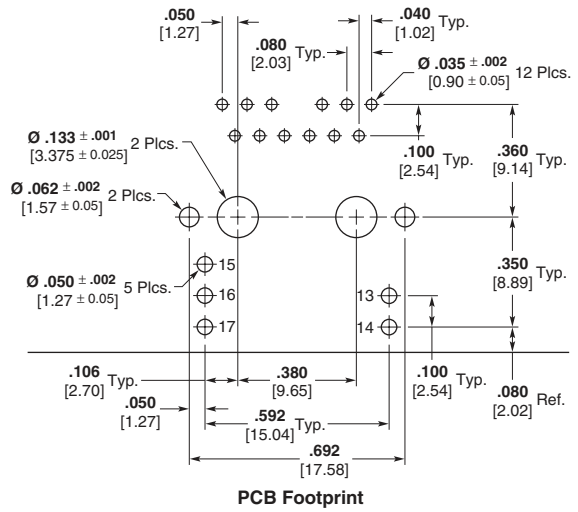 .050
[1.27]
.040
[1.02] Typ.
.080
[2.03] Typ.
Ø .035 ± .002
[0.90 ± 0.05] 12 Plcs.
Ø .133 ± .001
[3.375 ± 0.025] 2 Plcs.
.100
[2.54] Typ.
.360
[9.14] Typ.
Ø .062 ± .002
[1.57 ± 0.05] 2 Plcs.
Ø .050 ± .002
[1.27 ± 0.05] 5 Plcs.
15
16
17
13
14
.350
[8.89] Typ.
.106
[2.70] Typ.
.380
[9.65]
.100
[2.54] Typ.
.080
[2.02] Ref.
.050
[1.27]
.592
[15.04] Typ.
.692
[17.58]
PCB Footprint